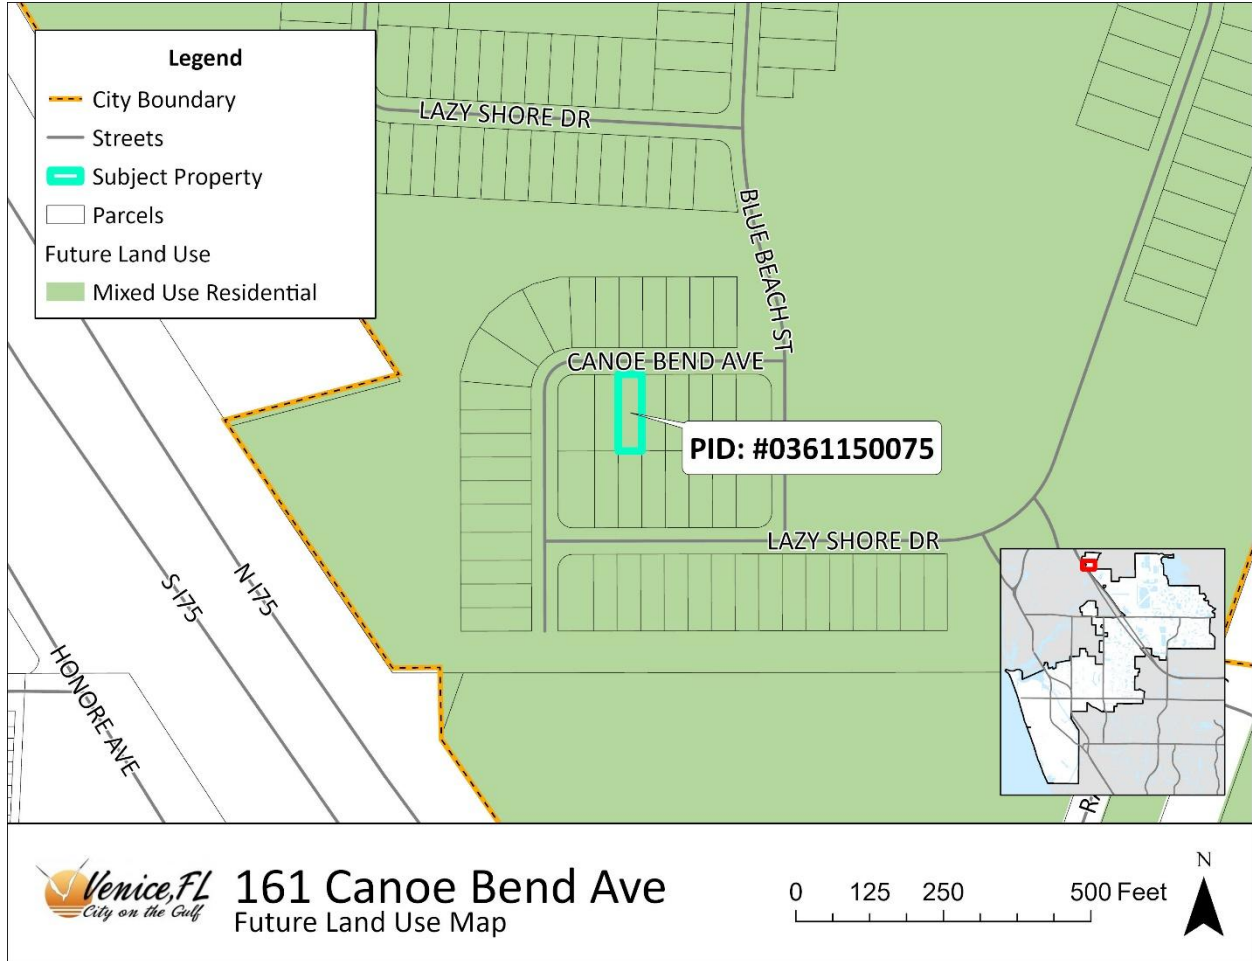 Legend
City Boundary
Streets
Subject Property
Parcels
Future Land Use
Mixed Use Residential
LAZY SHORE DR
BLUE BEACH ST
CANOE BEND AVE
PID: #0361150075
LAZY SHORE DR
N I75
S I75
HONORE AVE
Venice, FL
City on the Gulf
161 Canoe Bend Ave
Future Land Use Map
0 125 250 500 Feet
N